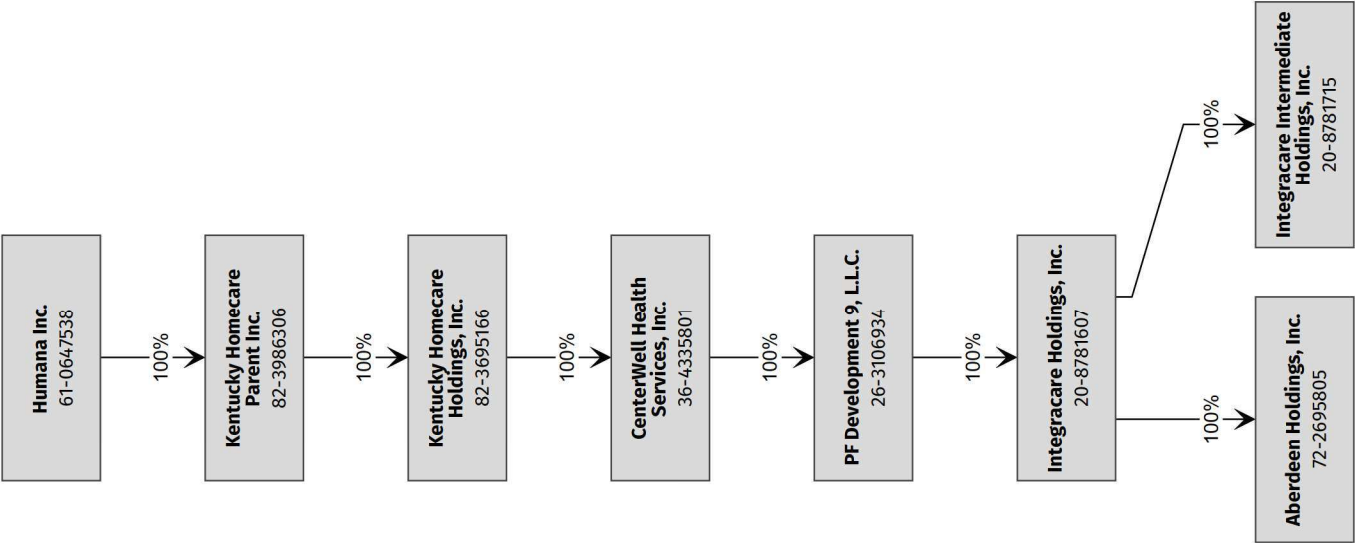 Humana Inc.
61-0647538
100%
Kentucky Homecare
Parent Inc.
82-3986306
100%
Kentucky Homecare
Holdings, Inc.
82-3695166
100%
CenterWell Health
Services, Inc.
36-4335801
100%
PF Development 9, L.L.C.
26-3106934
100%
Integracare Holdings, Inc.
20-8781607
100%
Aberdeen Holdings, Inc.
72-2695805
100%
Integracare Intermediate
Holdings, Inc.
20-8781715